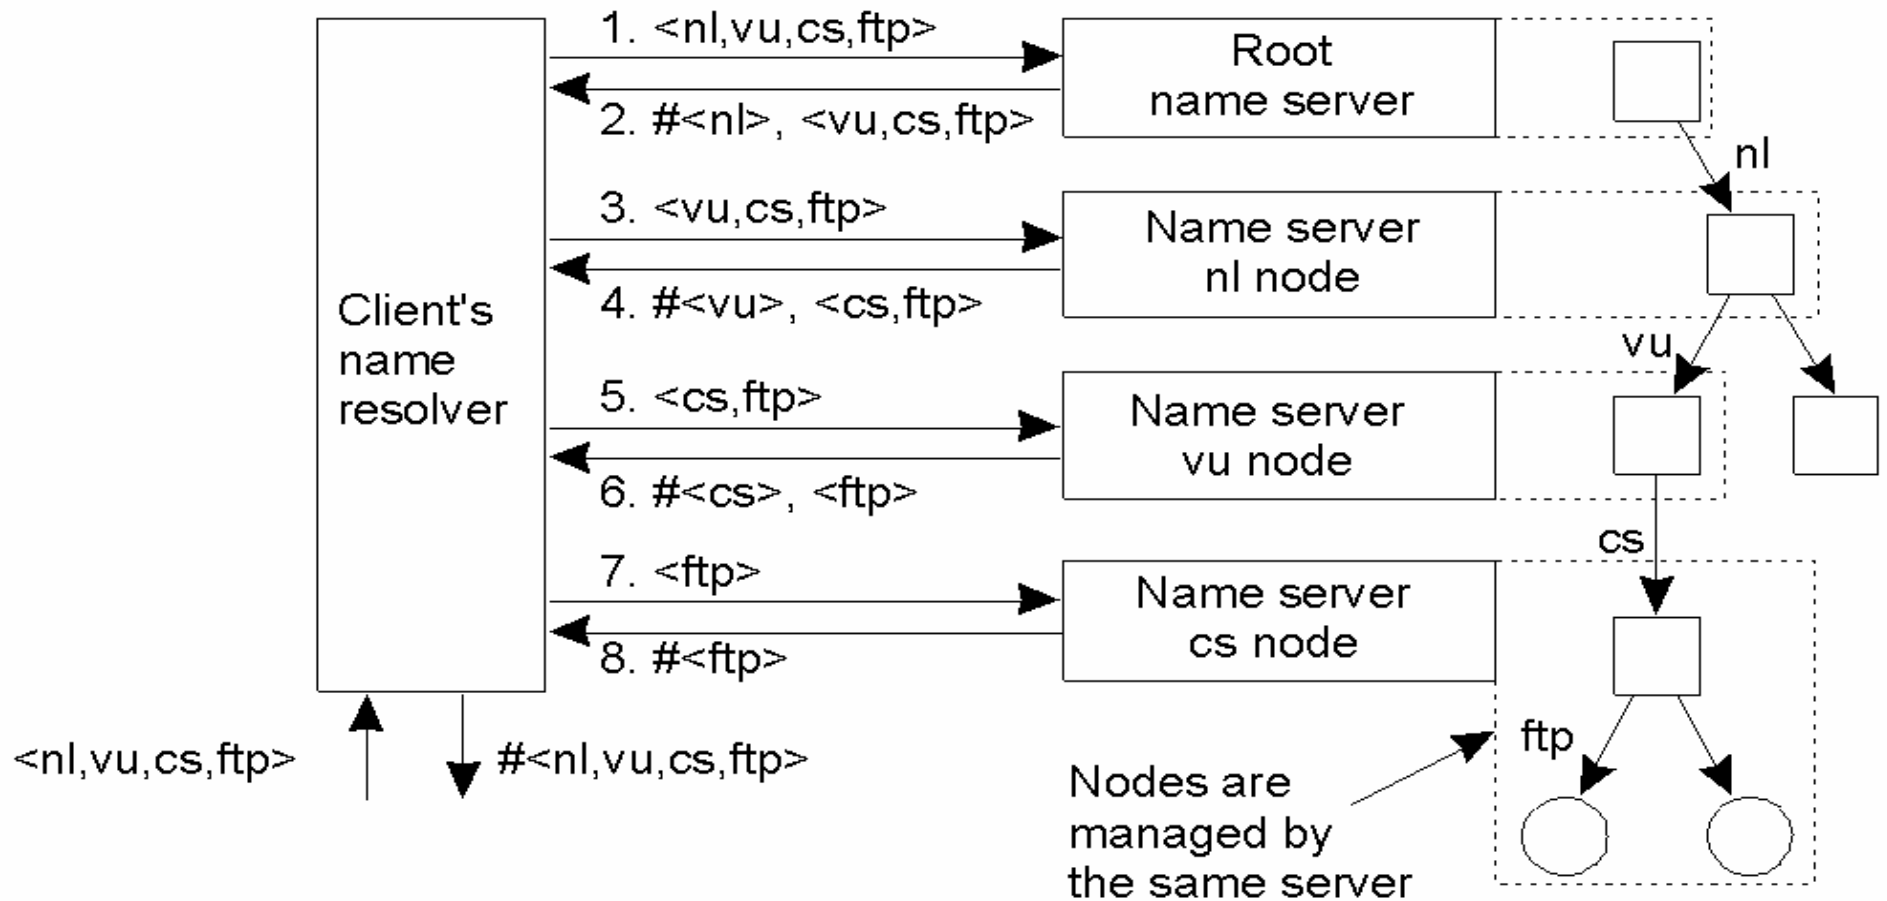 1. <nl,vu,cs,ftp>
Root
name server
2. #<nl>, <vu,cs,ftp>
nl
3. <vu,cs,ftp>
Name server
nl node
4. #<vu>, <cs,ftp>
vu
Client's
name
resolver
5. <cs,ftp>
Name server
vu node
6. #<cs>, <ftp>
cs
7. <ftp>
Name server
cs node
8. #<ftp>
<nl,vu,cs,ftp>
#<nl,vu,cs,ftp>
ftp
Nodes are
managed by
the same server